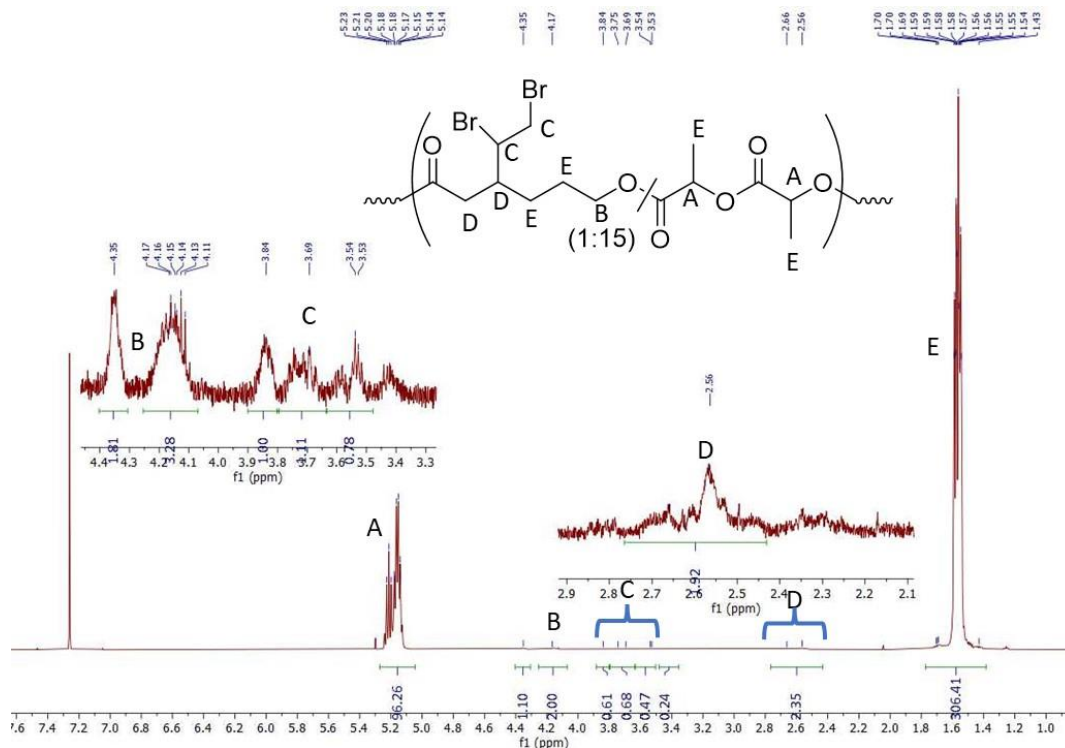 5.23 5.21 5.20 5.18 5.18 5.17 5.15 5.14 5.14 4.35 4.17 3.84 3.75 3.69 3.54 3.53 2.66 2.56 1.70 1.70 1.69 1.59 1.59 1.58 1.58 1.57 1.56 1.56 1.55 1.55 1.54 1.43
Br
Br C E E
O C E O A O
D O A O
D E B O
(1:15) E
4.35 4.17 4.16 4.15 4.14 4.13 4.11 3.84 3.69 3.54 3.53
B C
1.81 3.28 1.00 1.11 0.78
4.4 4.3 4.2 4.1 4.0 3.9 3.8 3.7 3.6 3.5 3.4 3.3
f1 (ppm)
E
2.56
D
2.9 2.8 2.7 2.6 2.5 2.4 2.3 2.2 2.1
f1 (ppm)
A
B C D
96.26 1.10 2.00 0.61 0.68 0.47 0.24 2.35 306.41
7.6 7.4 7.2 7.0 6.8 6.6 6.4 6.2 6.0 5.8 5.6 5.4 5.2 5.0 4.8 4.6 4.4 4.2 4.0 3.8 3.6 3.4 3.2 3.0 2.8 2.6 2.4 2.2 2.0 1.8 1.6 1.4 1.2 1.0
f1 (ppm)